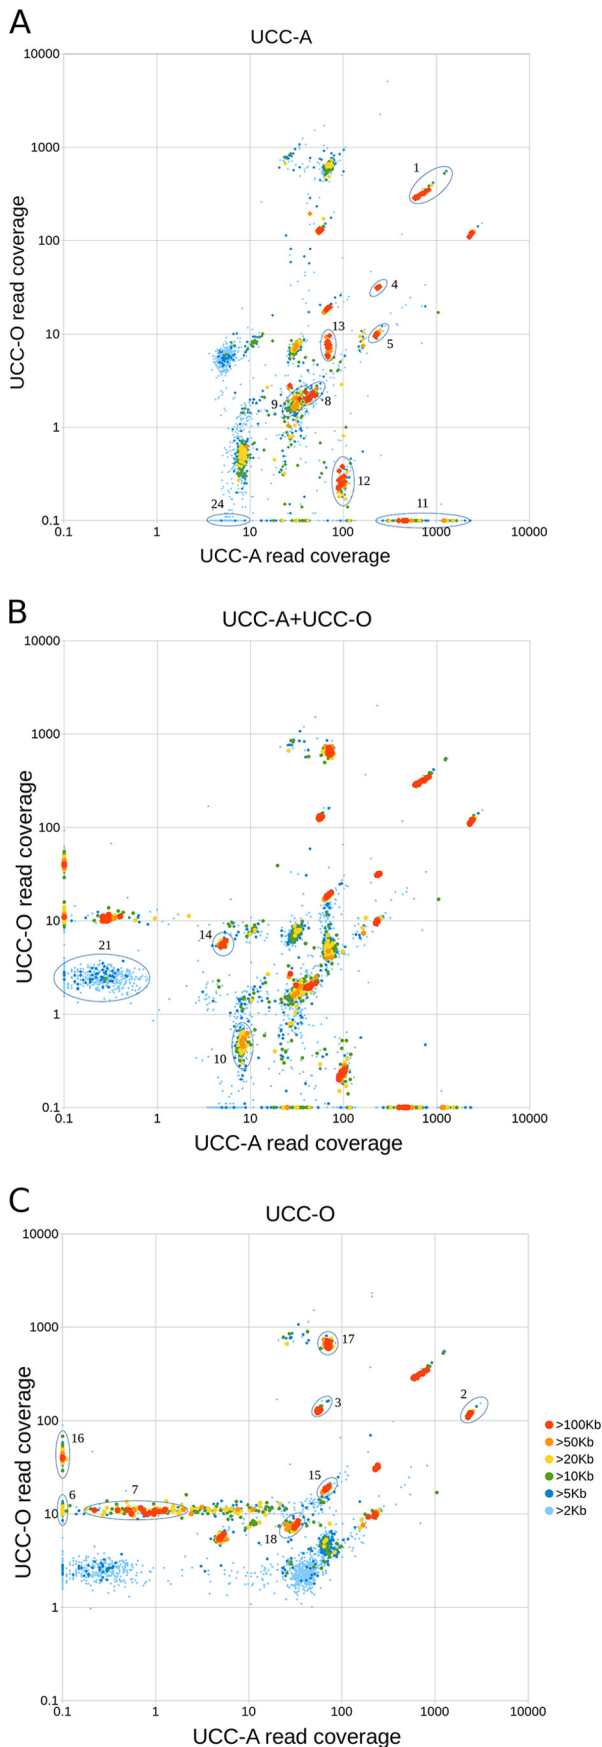 A
UCC-A
10000
1000
1
100
4
13
10
5
9
8
1
12
24
11
0.1
0.1 1 10 100 1000 10000
UCC-A read coverage
UCC-O read coverage
B
UCC-A+UCC-O
10000
1000
100
14
10
21
1
10
0.1
0.1 1 10 100 1000 10000
UCC-A read coverage
UCC-O read coverage
C
UCC-O
10000
1000
17
3
2
100
16
>100Kb
15
>50Kb
6
7
>20Kb
10
>10Kb
18
>5Kb
>2Kb
1
0.1
0.1 1 10 100 1000 10000
UCC-A read coverage
UCC-O read coverage